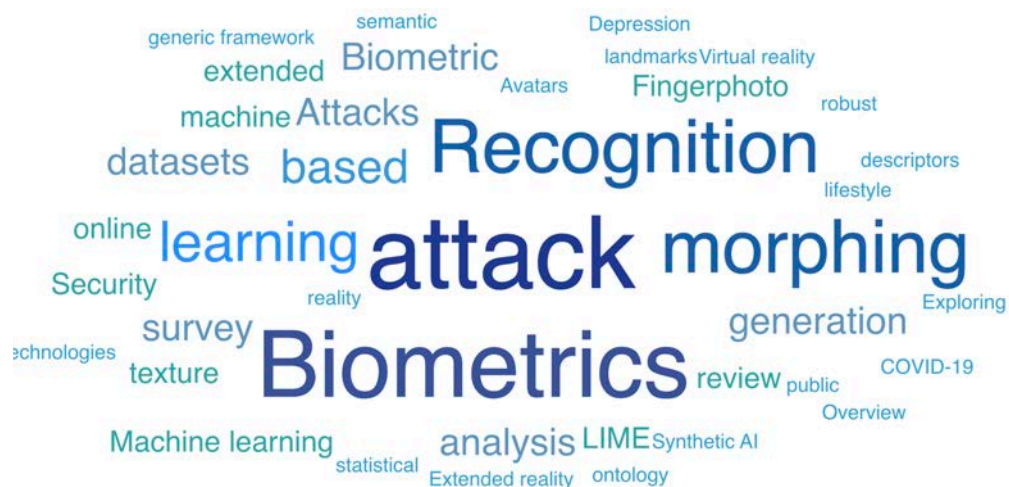 semantic Depression
generic framework Biometric landmarks Virtual reality
extended Avatars Fingerphoto
machine Attacks Recognition robust
datasets based descriptors
lifestyle
online learning attack morphing
Security reality Exploring
survey generation
echnologies Biometrics COVID-19
texture review public
Overview
Machine learning analysis LIME Synthetic AI
statistical Extended reality ontology